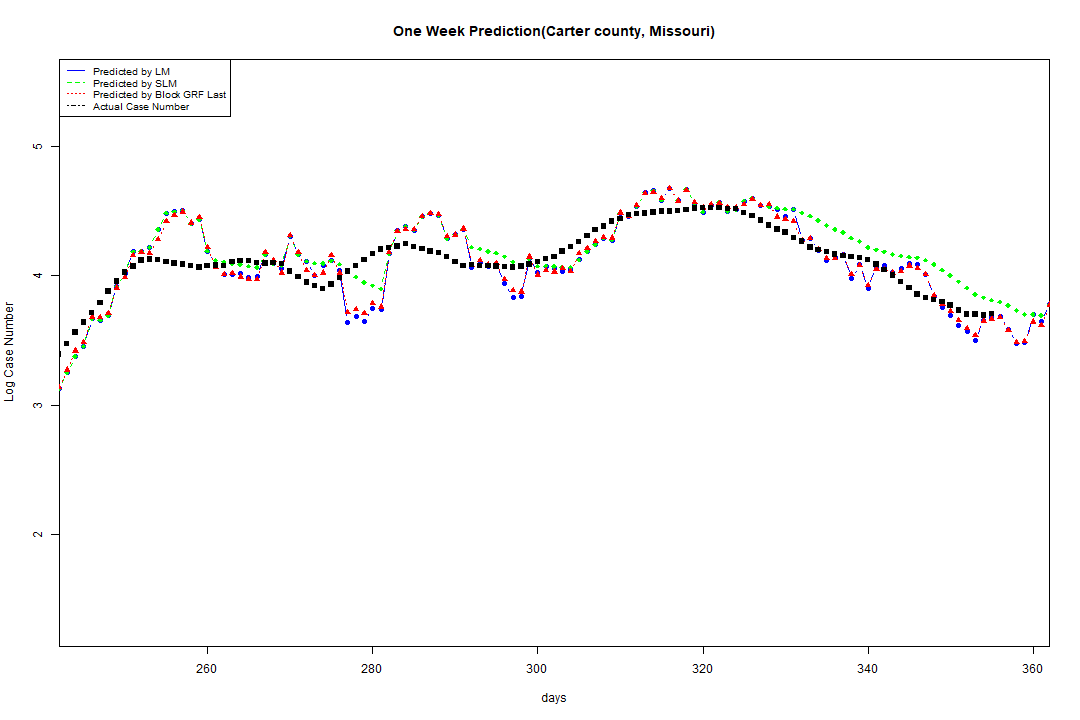 One Week Prediction(Carter county, Missouri)
Predicted by LM
Predicted by SLM
Predicted by Block GRF Last
Actual Case Number
5
4
3
2
Log Case Number
260 280 300 320 340 360
days